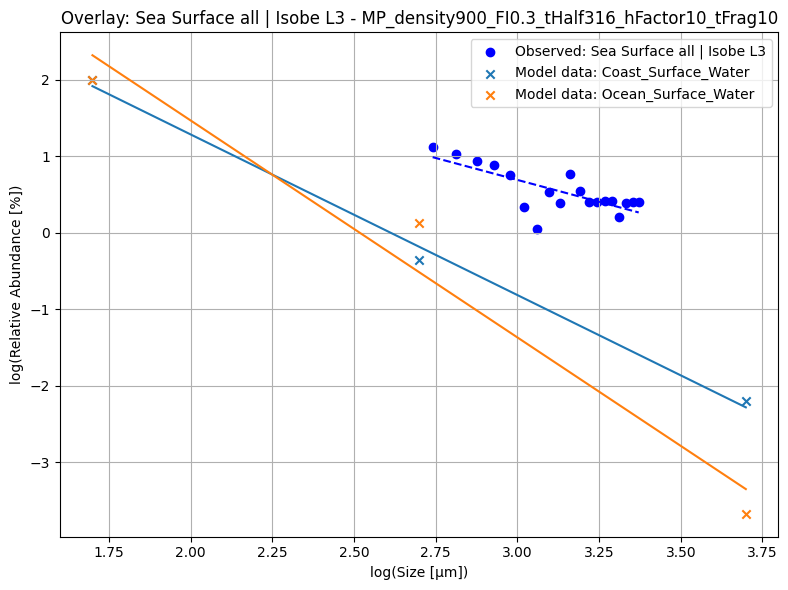 Overlay: Sea Surface all | Isobe L3 - MP_density900_FI0.3_tHalf316_hFactor10_tFrag10
Observed: Sea Surface all | Isobe L3
Model data: Coast_Surface_Water
Model data: Ocean_Surface_Water
log(Relative Abundance [%])
2
1
0
−1
−2
−3
1.75
2.00
2.25
2.50
2.75
3.00
3.25
3.50
3.75
log(Size [μm])